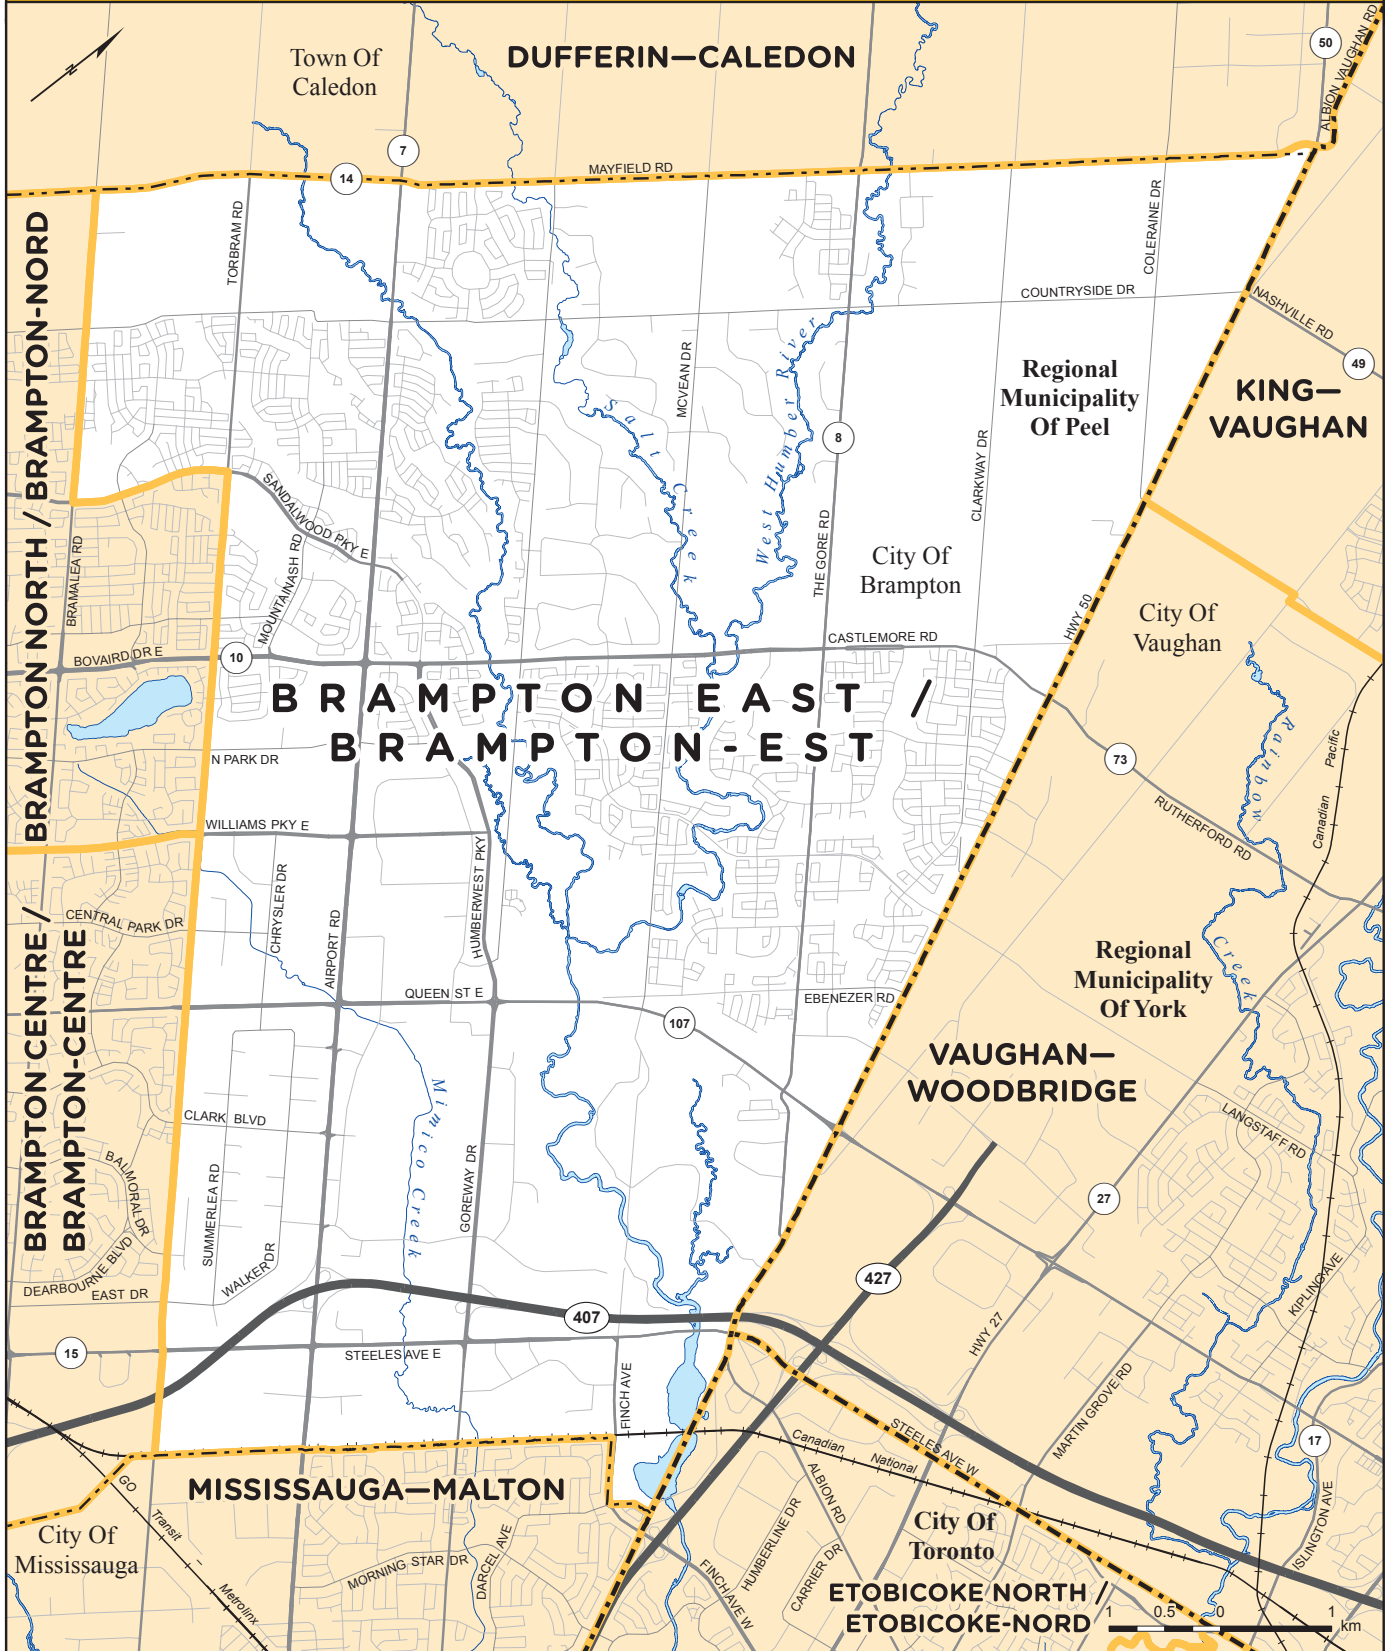 DUFFERIN—CALEDON
Town Of
Caledon
N
50
ALBION VAUGHAN RD
7
14
MAYFIELD RD
TORBRAM RD
COLERAINE DR
COUNTRYSIDE DR
NASHVILLE RD
49
BRAMPTON NORTH / BRAMPTON-NORD
MCVEAN DR
West Humber River
Salt Creek
Regional
Municipality
Of Peel
KING—
VAUGHAN
8
CLARKWAY DR
SANDALWOOD PKY E
MOUNTAINASH RD
BRAMALEA RD
THE GORE RD
City Of
Brampton
HWY 50
City Of
Vaughan
CASTLEMORE RD
BOVAIRD DR E
10
BRAMPTON EAST /
BRAMPTON-EST
N PARK DR
73
Rainbow Creek
Canadian Pacific
RUTHERFORD RD
WILLIAMS PKY E
HUMBERWEST PKY
CHRYSLER DR
AIRPORT RD
CENTRAL PARK DR
BRAMPTON CENTRE /
BRAMPTON-CENTRE
QUEEN ST E
EBENEZER RD
107
Regional
Municipality
Of York
VAUGHAN—
WOODBRIDGE
Mimico Creek
CLARK BLVD
LANGSTAFF RD
BALMORAL DR
SUMMERLEA RD
GOREWAY DR
27
DEARBOURNE BLVD
EAST DR
WALKER DR
427
407
KIPLING AVE
HWY 27
15
STEELES AVE E
FINCH AVE
MARTIN GROVE RD
STEELES AVE W
Canadian National
17
MISSISSAUGA—MALTON
GO Transit – Metrolinx
City Of
Mississauga
ALBION RD
HUMBERLINE DR
CARRIER DR
City Of
Toronto
ISLINGTON AVE
MORNING STAR DR
DARCEL AVE
FINCH AVE W
ETOBICOKE NORTH /
ETOBICOKE-NORD
1 0.5 0 1
km